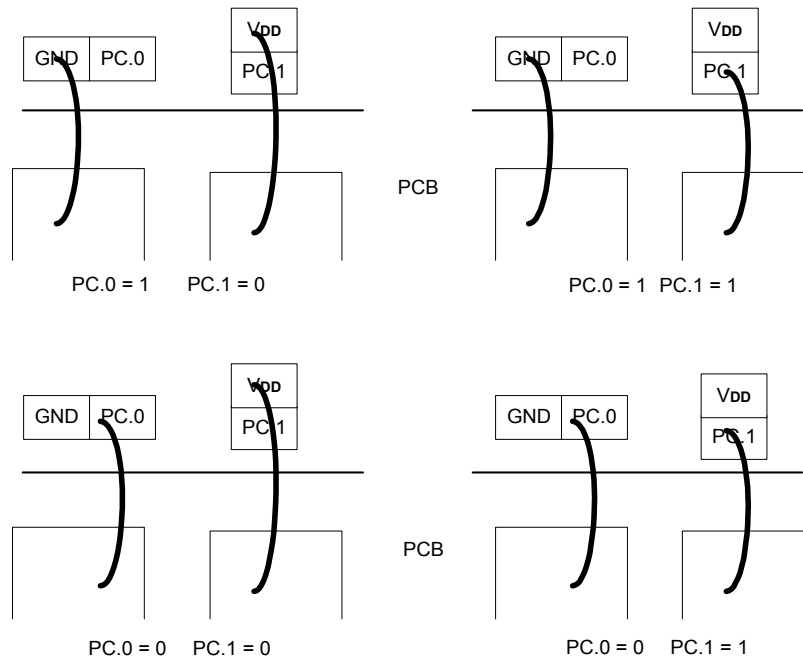 GND PC.0
VDD
PC.1
GND PC.0
VDD
PC.1
PCB
PC.0 = 1 PC.1 = 0
PC.0 = 1 PC.1 = 1
GND PC.0
VDD
PC.1
GND PC.0
VDD
PC.1
PCB
PC.0 = 0 PC.1 = 0
PC.0 = 0 PC.1 = 1